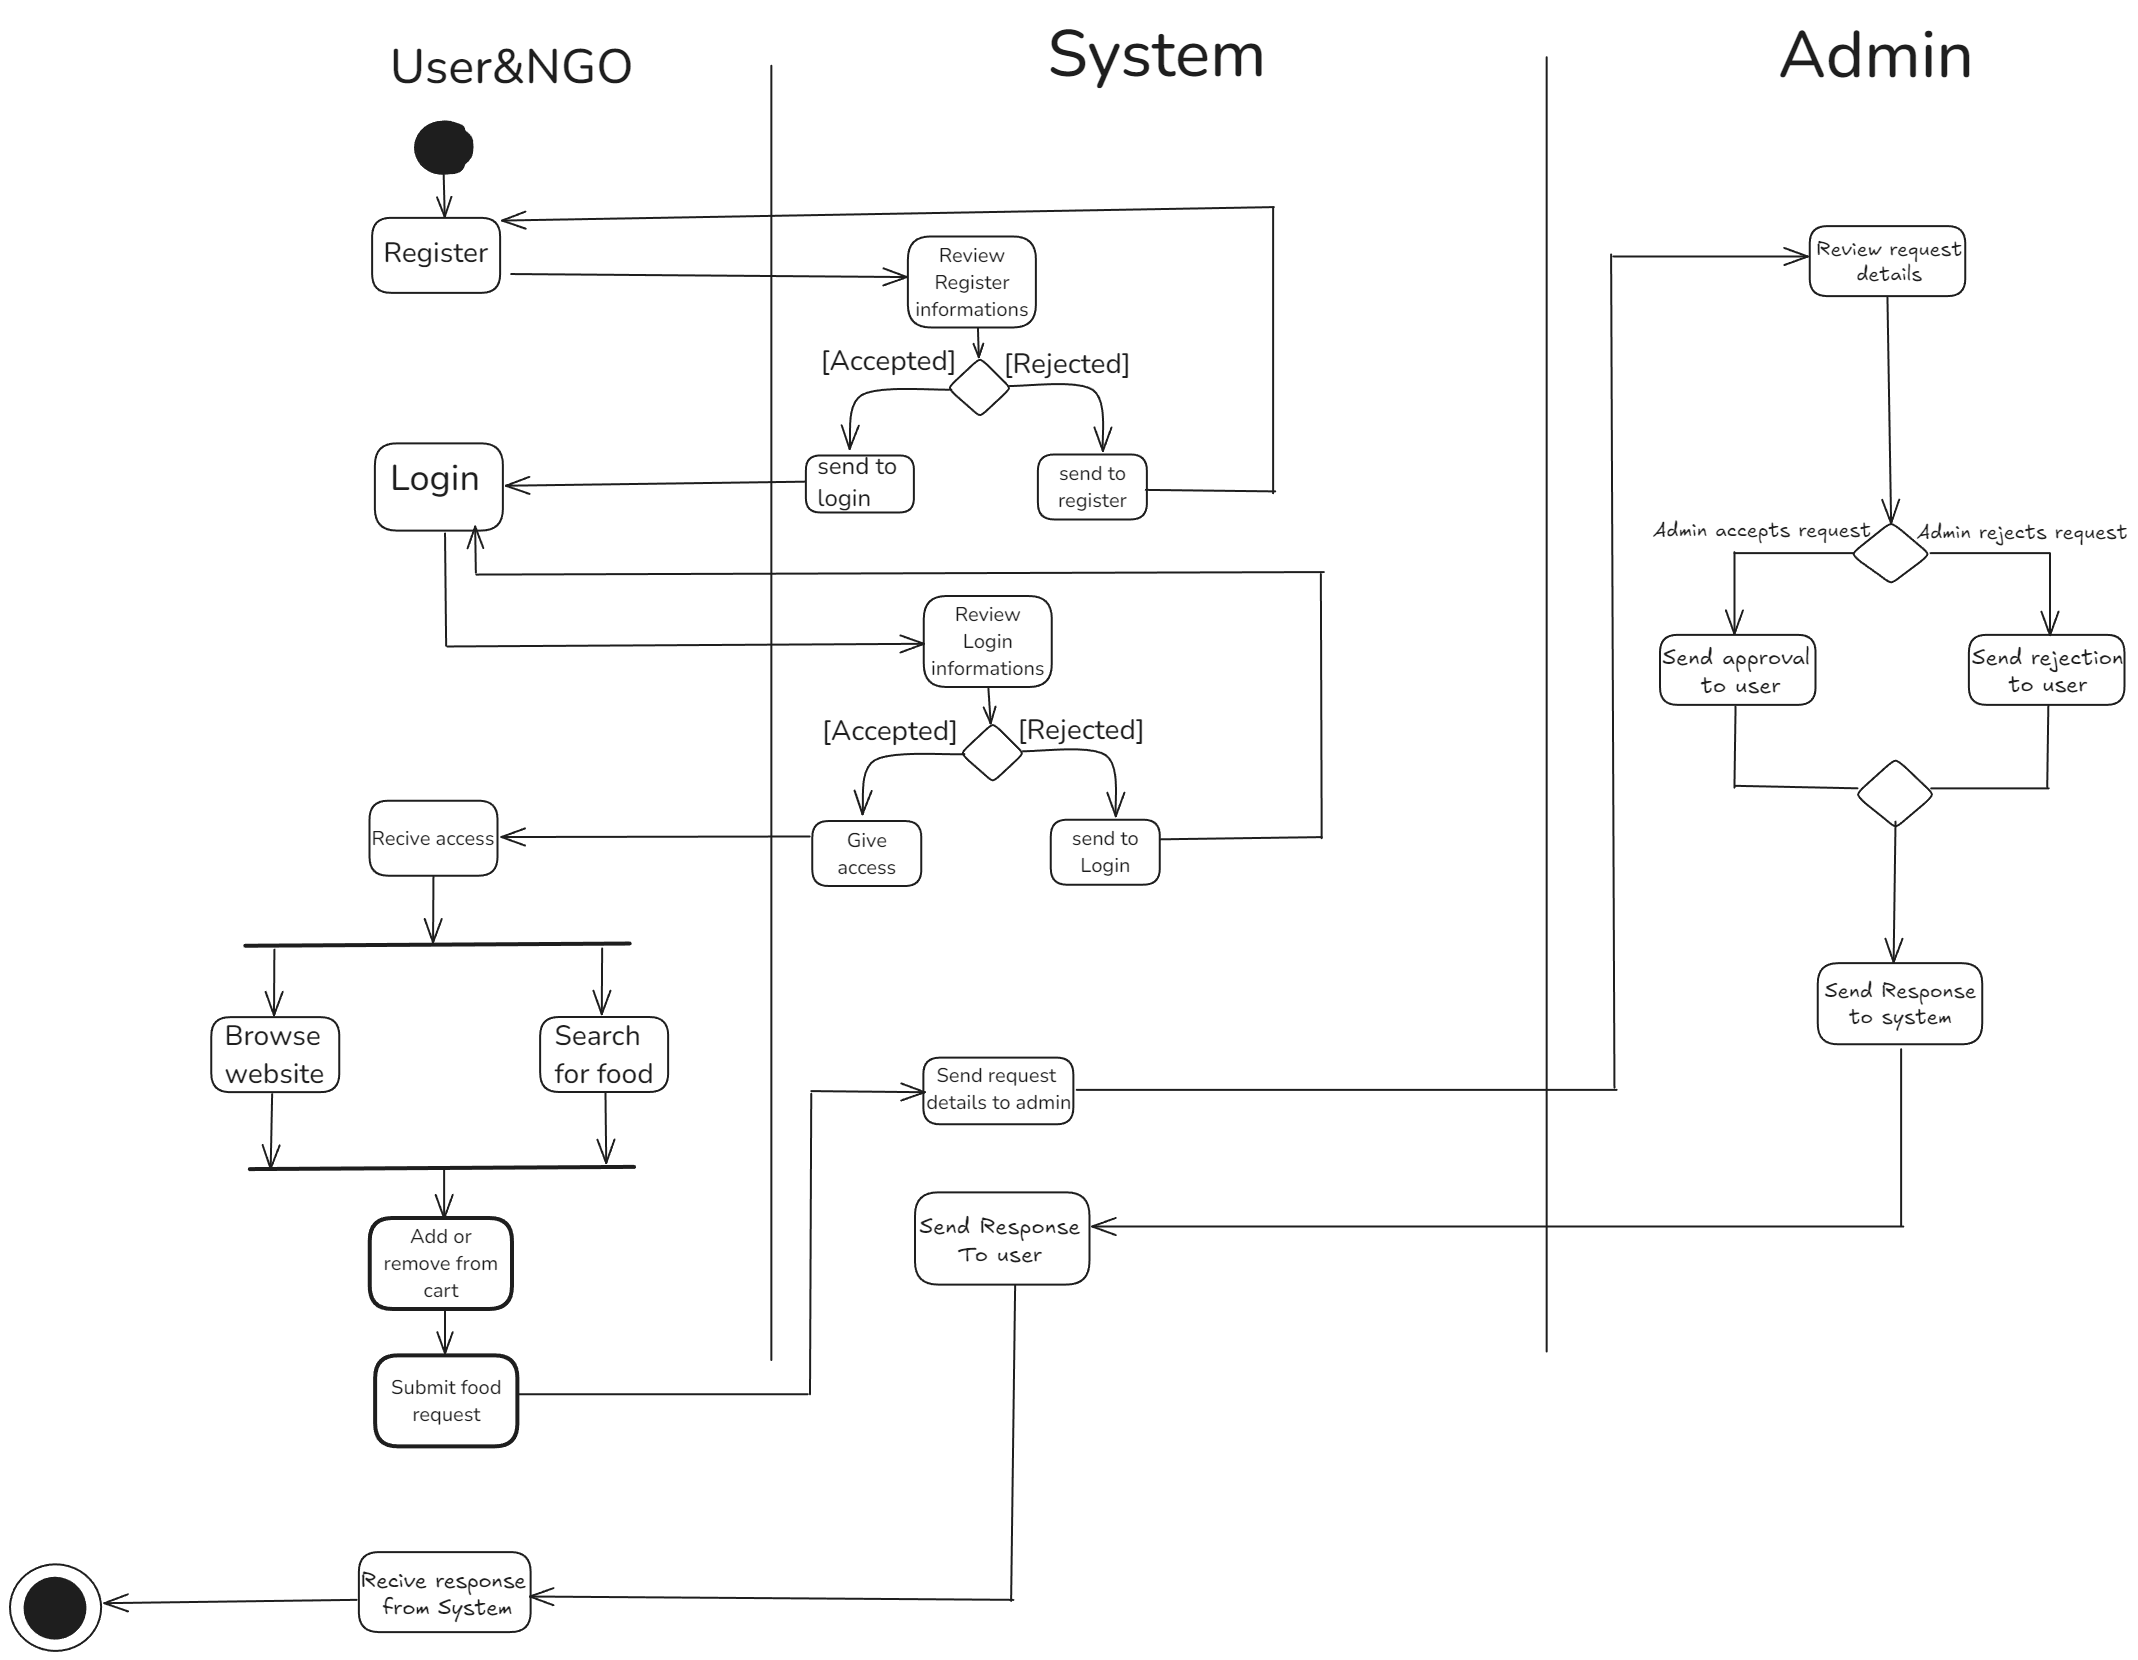 User&NGO
System
Admin
Register
Review
Register
informations
[Accepted]
[Rejected]
send to
login
send to
register
Login
Review
Login
informations
[Accepted]
[Rejected]
Give
access
send to
Login
Recive access
Browse
website
Search
for food
Add or
remove from
cart
Submit food
request
Send request
details to admin
Review request
details
Admin accepts request
Admin rejects request
Send approval
to user
Send rejection
to user
Send Response
to system
Send Response
To user
Recive response
from System